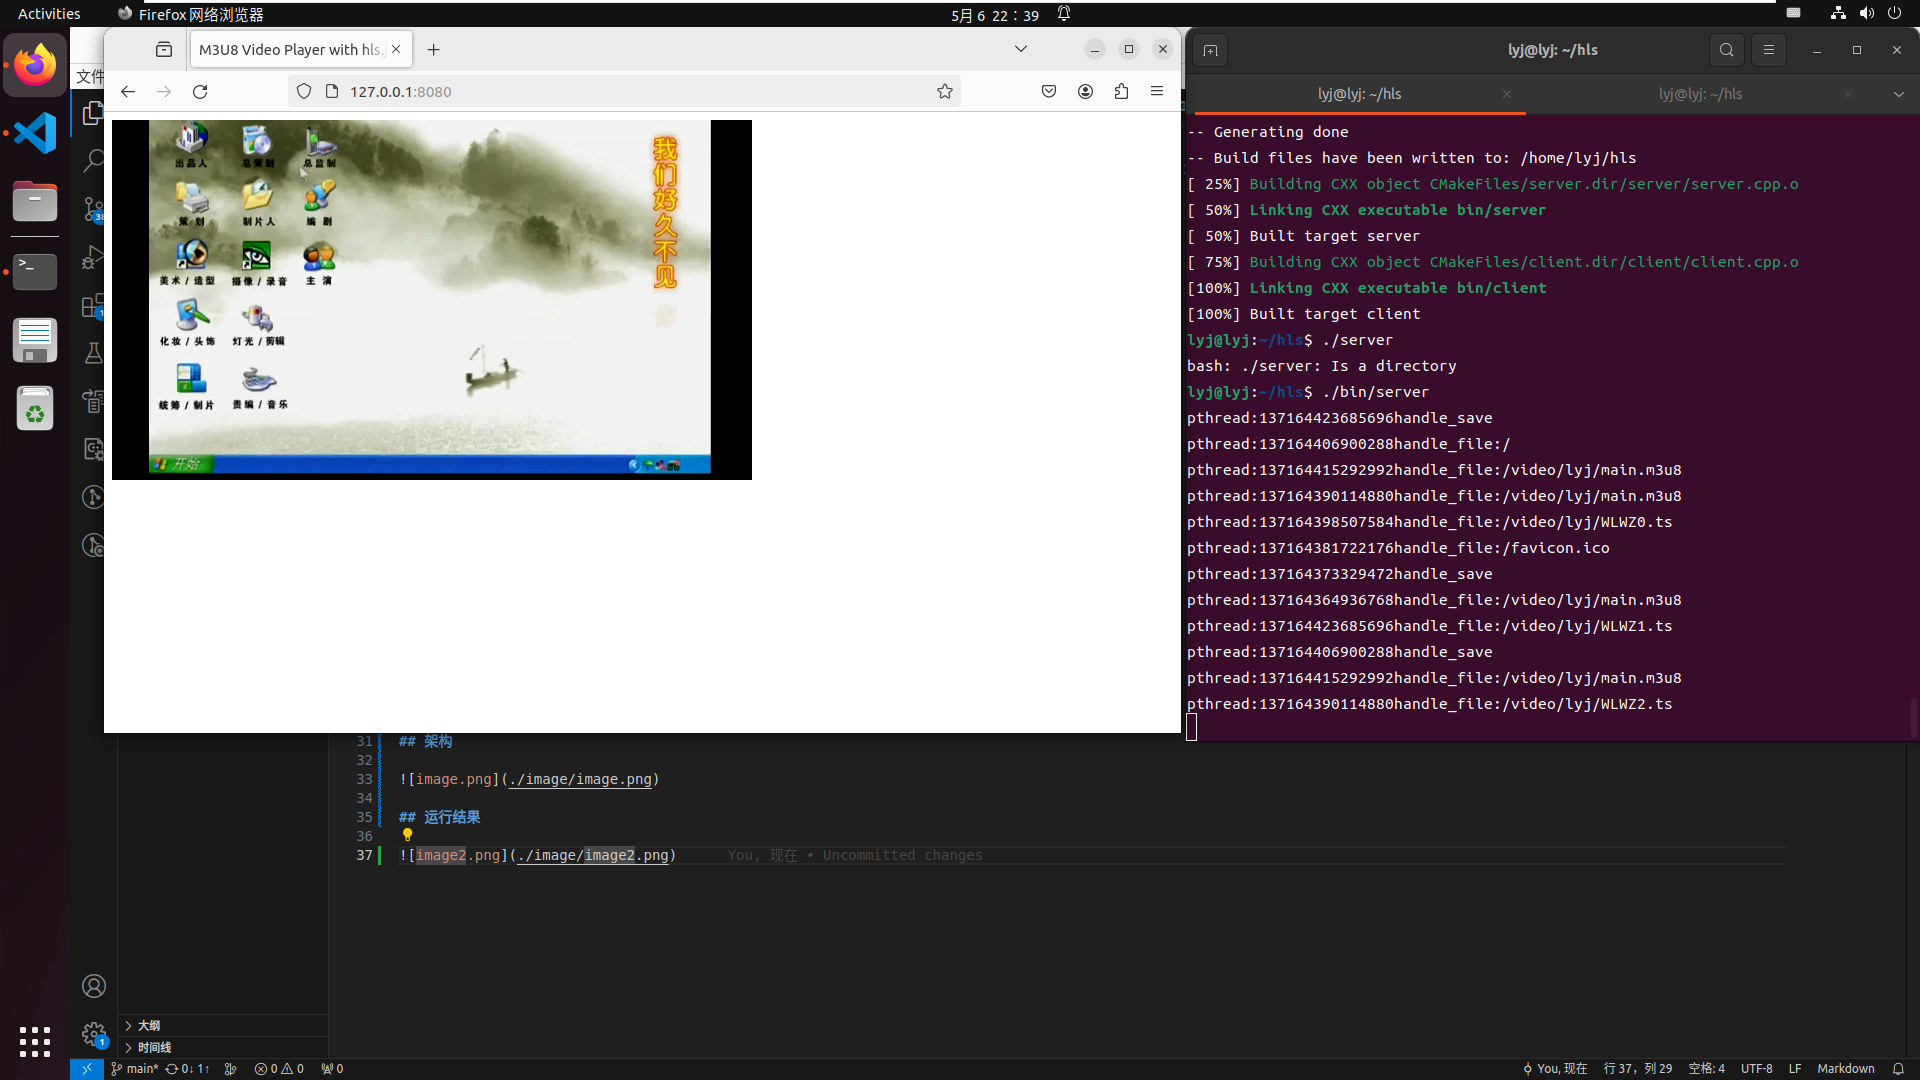 Activities
Firefox 网络浏览器
5月 6 22：39
M3U8 Video Player with hls.j
127.0.0.1:8080
文件
出品人
总策划
总监制
策 划
制片人
编 剧
美术 / 造型
摄像 / 录音
主 演
化妆 / 头饰
灯光 / 剪辑
统筹 / 制片
责编 / 音乐
我们好久不见
开始
lyj@lyj: ~/hls
lyj@lyj: ~/hls
lyj@lyj: ~/hls
-- Generating done
-- Build files have been written to: /home/lyj/hls
[ 25%] Building CXX object CMakeFiles/server.dir/server/server.cpp.o
[ 50%] Linking CXX executable bin/server
[ 50%] Built target server
[ 75%] Building CXX object CMakeFiles/client.dir/client/client.cpp.o
[100%] Linking CXX executable bin/client
[100%] Built target client
lyj@lyj:~/hls$ ./server
bash: ./server: Is a directory
lyj@lyj:~/hls$ ./bin/server
pthread:137164423685696handle_save
pthread:137164406900288handle_file:/
pthread:137164415292992handle_file:/video/lyj/main.m3u8
pthread:137164390114880handle_file:/video/lyj/main.m3u8
pthread:137164398507584handle_file:/video/lyj/WLWZ0.ts
pthread:137164381722176handle_file:/favicon.ico
pthread:137164373329472handle_save
pthread:137164364936768handle_file:/video/lyj/main.m3u8
pthread:137164423685696handle_file:/video/lyj/WLWZ1.ts
pthread:137164406900288handle_save
pthread:137164415292992handle_file:/video/lyj/main.m3u8
pthread:137164390114880handle_file:/video/lyj/WLWZ2.ts
31 ## 架构
32
33 ![image.png](./image/image.png)
34
35 ## 运行结果
36
37 ![image2.png](./image/image2.png) You, 现在 • Uncommitted changes
大纲
时间线
main* 0↓ 1↑ 0 0 0
You, 现在 行 37，列 29 空格: 4 UTF-8 LF Markdown